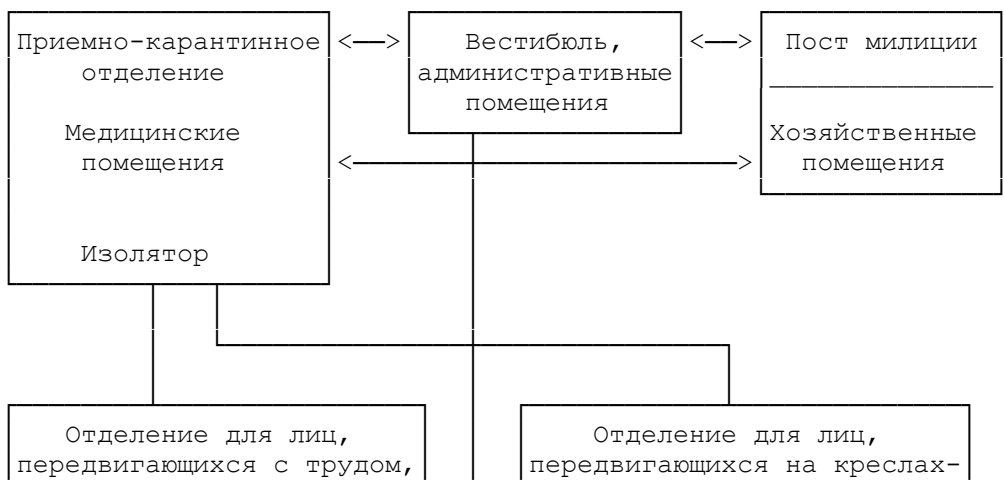 Приемно-карантинное
отделение
Медицинские
помещения
Изолятор
Вестибюль,
административные
помещения
Пост милиции
Хозяйственные
помещения
Отделение для лиц,
передвигающихся с трудом,
Отделение для лиц,
передвигающихся на креслах-